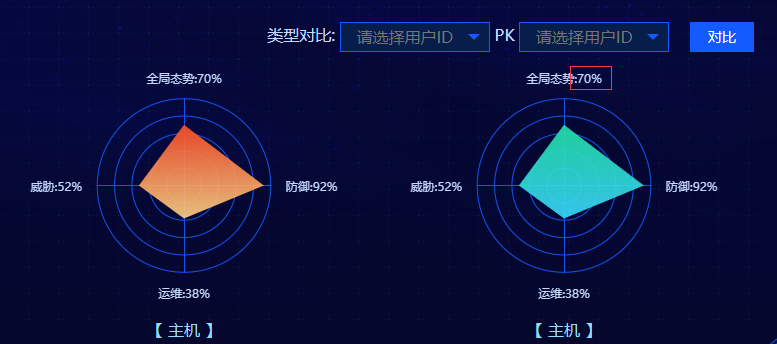 类型对比: 请选择用户ID PK 请选择用户ID 对比
全局态势:70% 全局态势:70%
威胁:52% 防御:92% 威胁:52% 防御:92%
运维:38% 运维:38%
【 主机 】 【 主机 】